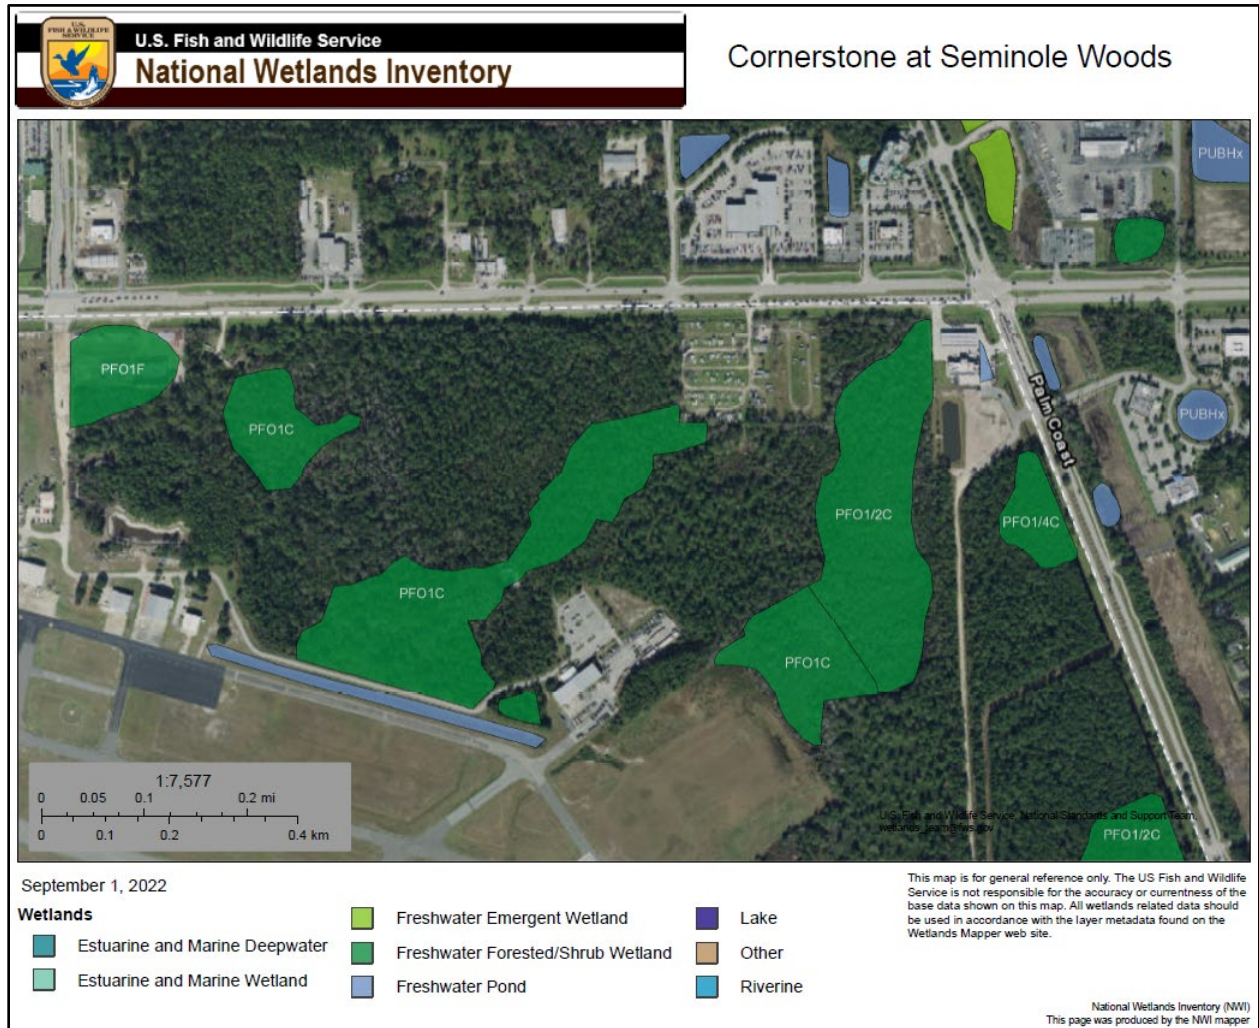 U.S.
FISH & WILDLIFE
SERVICE
U.S. Fish and Wildlife Service
National Wetlands Inventory
Cornerstone at Seminole Woods
PUBHx
PFO1F
PFO1C
Palm Coast
PUBHx
PFO1/2C
PFO1/4C
PFO1C
PFO1C
1:7,577
0 0.05 0.1 0.2 mi
0 0.1 0.2 0.4 km
U.S. Fish and Wildlife Service, National Standards and Support Team,
wetlands_team@fws.gov
PFO1/2C
September 1, 2022
Wetlands
Estuarine and Marine Deepwater
Estuarine and Marine Wetland
Freshwater Emergent Wetland
Freshwater Forested/Shrub Wetland
Freshwater Pond
Lake
Other
Riverine
This map is for general reference only. The US Fish and Wildlife
Service is not responsible for the accuracy or currentness of the
base data shown on this map. All wetlands related data should
be used in accordance with the layer metadata found on the
Wetlands Mapper web site.
National Wetlands Inventory (NWI)
This page was produced by the NWI mapper